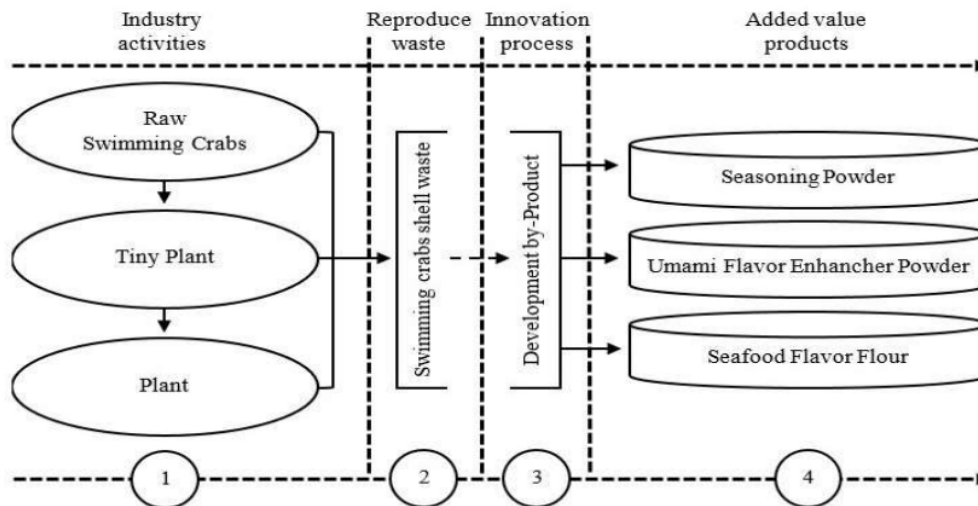 Industry
activities
Reproduce
waste
Innovation
process
Added value
products
Raw
Swimming Crabs
Tiny Plant
Plant
Swimming crabs shell waste
Development by-Product
Seasoning Powder
Umami Flavor Enhancher Powder
Seafood Flavor Flour
1
2
3
4